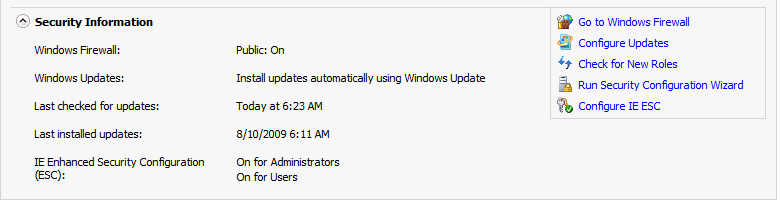 Security Information
Windows Firewall: Public: On
Windows Updates: Install updates automatically using Windows Update
Last checked for updates: Today at 6:23 AM
Last installed updates: 8/10/2009 6:11 AM
IE Enhanced Security Configuration On for Administrators
(ESC): On for Users
Go to Windows Firewall
Configure Updates
Check for New Roles
Run Security Configuration Wizard
Configure IE ESC